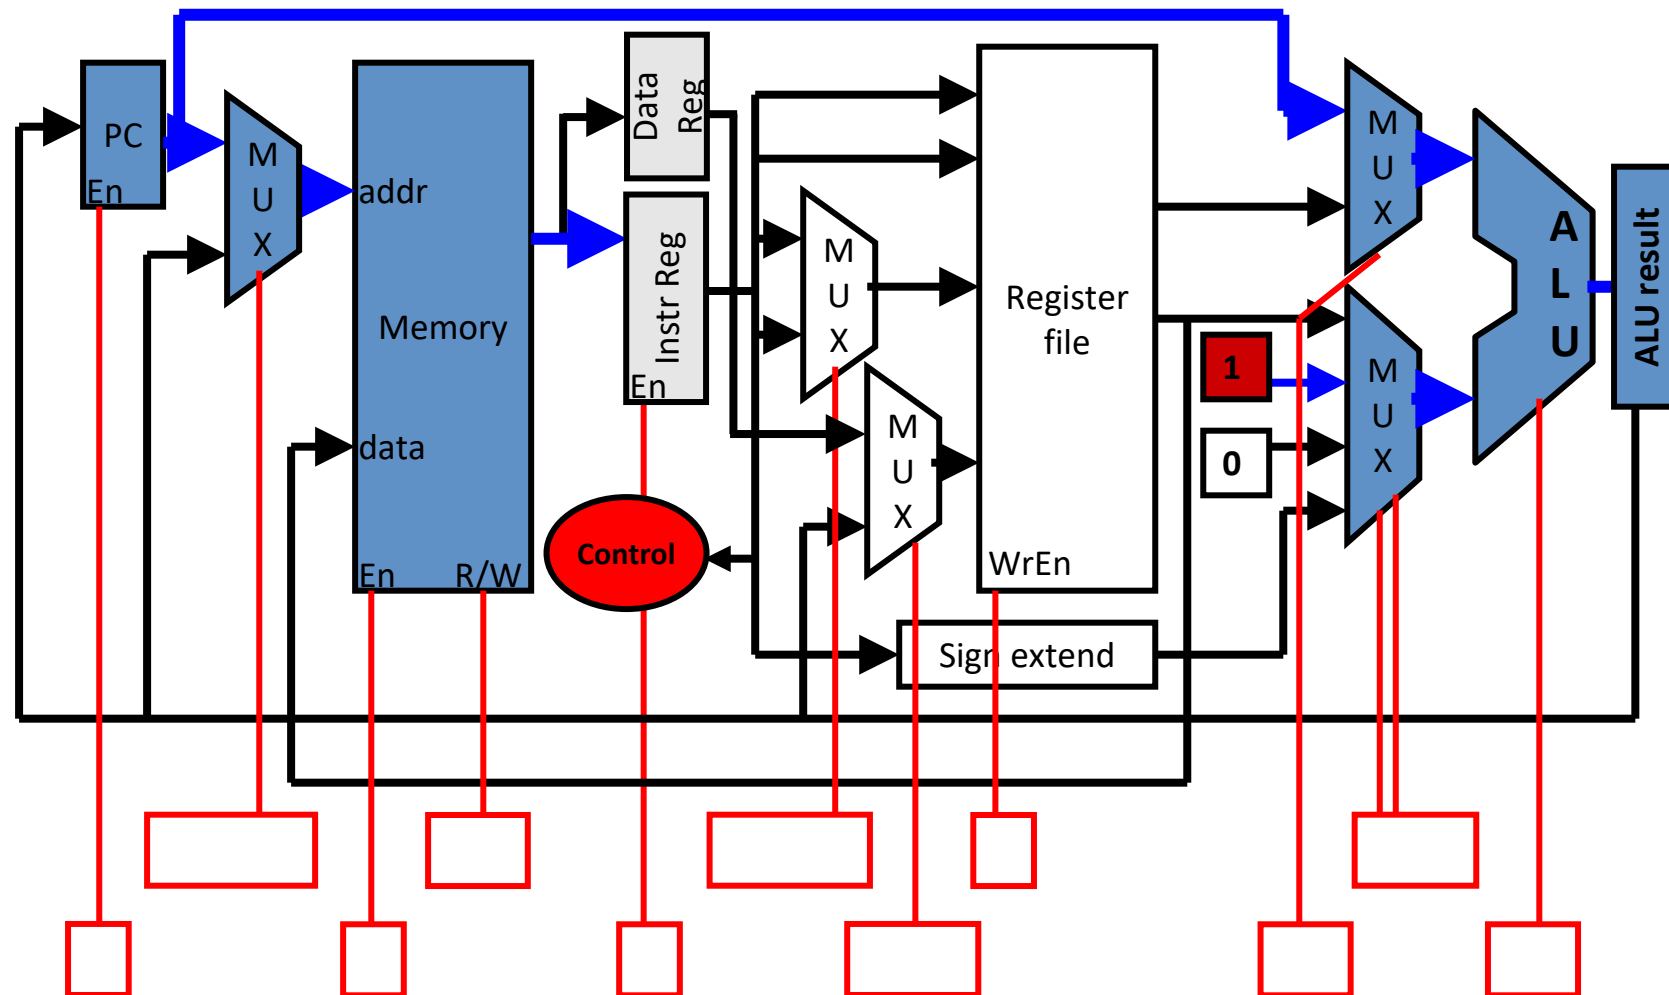 PC
En
M
U
X
addr
Memory
data
En R/W
Data
Reg
Instr Reg
En
Control
M
U
X
M
U
X
Register
file
WrEn
Sign extend
1
0
M
U
X
M
U
X
A
L
U
ALU result